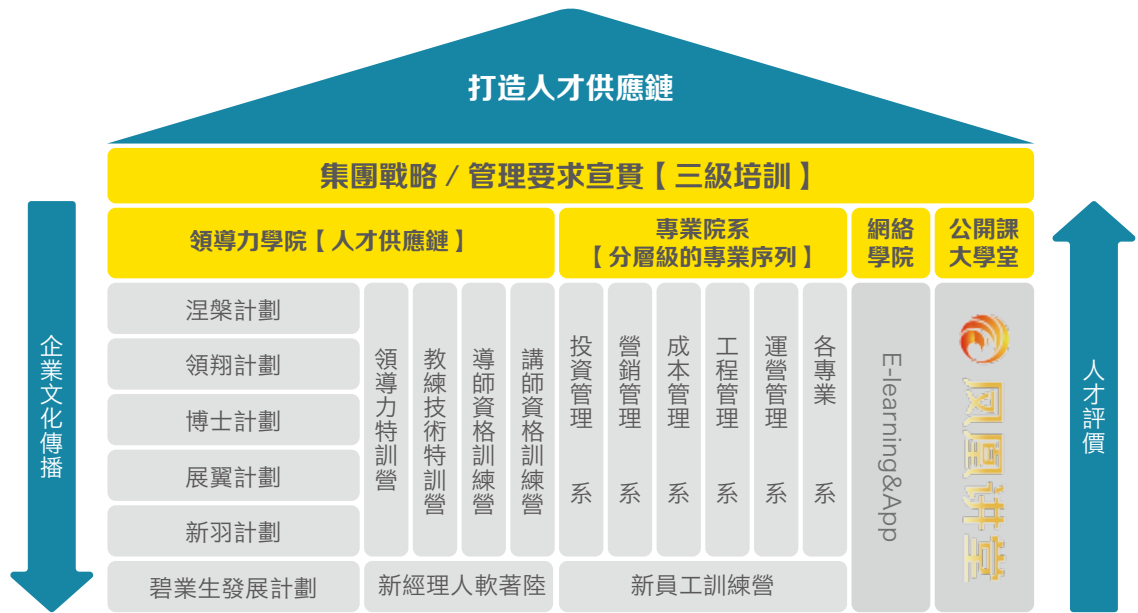 打造人才供應鏈
集團戰略 / 管理要求宣貫【三級培訓】
領導力學院【人才供應鏈】
專業院系
【分層級的專業序列】
網絡
學院
公開課
大學堂
企業文化傳播
涅槃計劃
領翔計劃
博士計劃
展翼計劃
新羽計劃
領導力特訓營
教練技術特訓營
導師資格訓練營
講師資格訓練營
投資管理系
營銷管理系
成本管理系
工程管理系
運營管理系
各專業系
E-learning&App
凤凰讲堂
人才評價
碧業生發展計劃
新經理人軟著陸
新員工訓練營